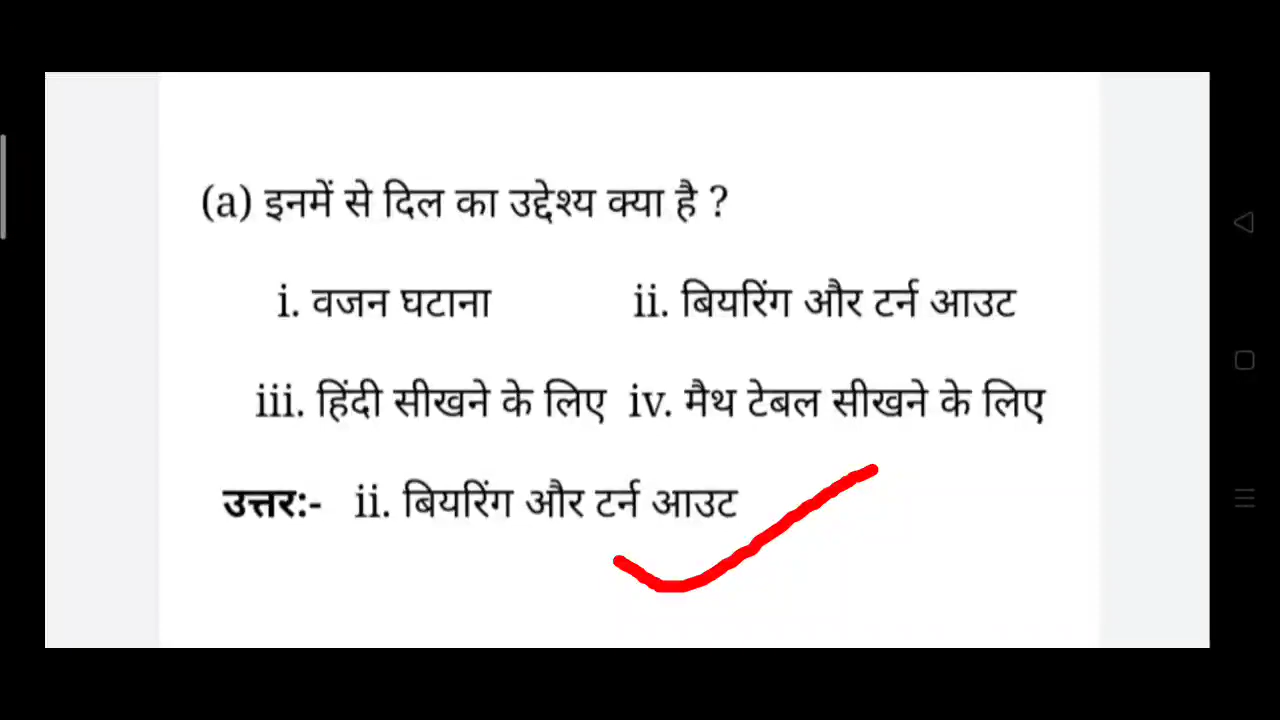 (a) इनमें से दिल का उद्देश्य क्या है ?
i. वजन घटाना ii. बियरिंग और टर्न आउट
iii. हिंदी सीखने के लिए iv. मैथ टेबल सीखने के लिए
उत्तर:- ii. बियरिंग और टर्न आउट